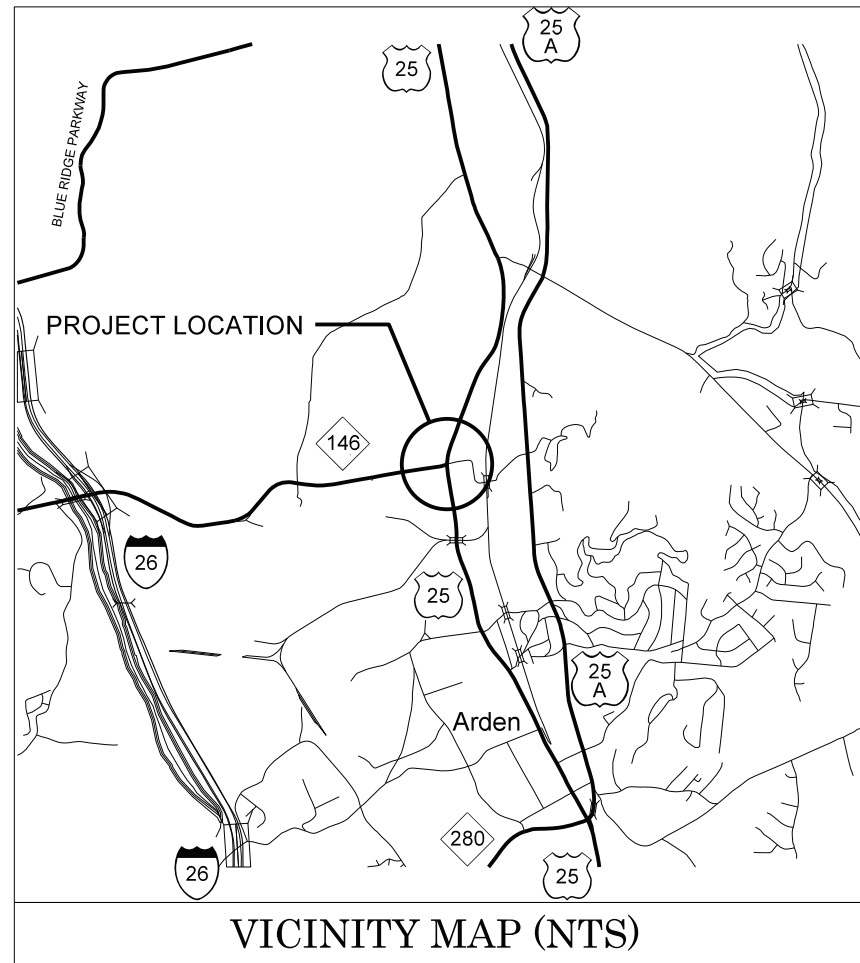 25
A
25
BLUE RIDGE PARKWAY
PROJECT LOCATION
146
26
25
25
A
Arden
280
26
25
VICINITY MAP (NTS)